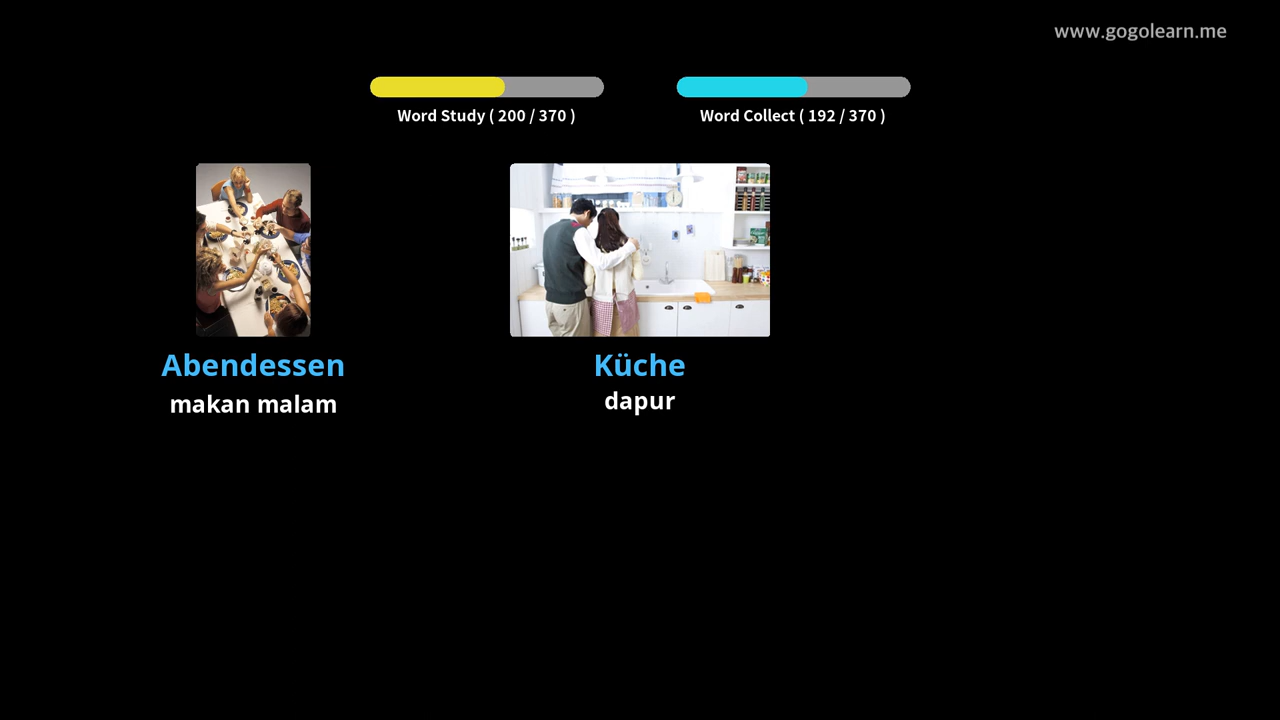 www.gogolearn.me
Word Study ( 200 / 370 )
Word Collect ( 192 / 370 )
Abendessen
makan malam
Küche
dapur